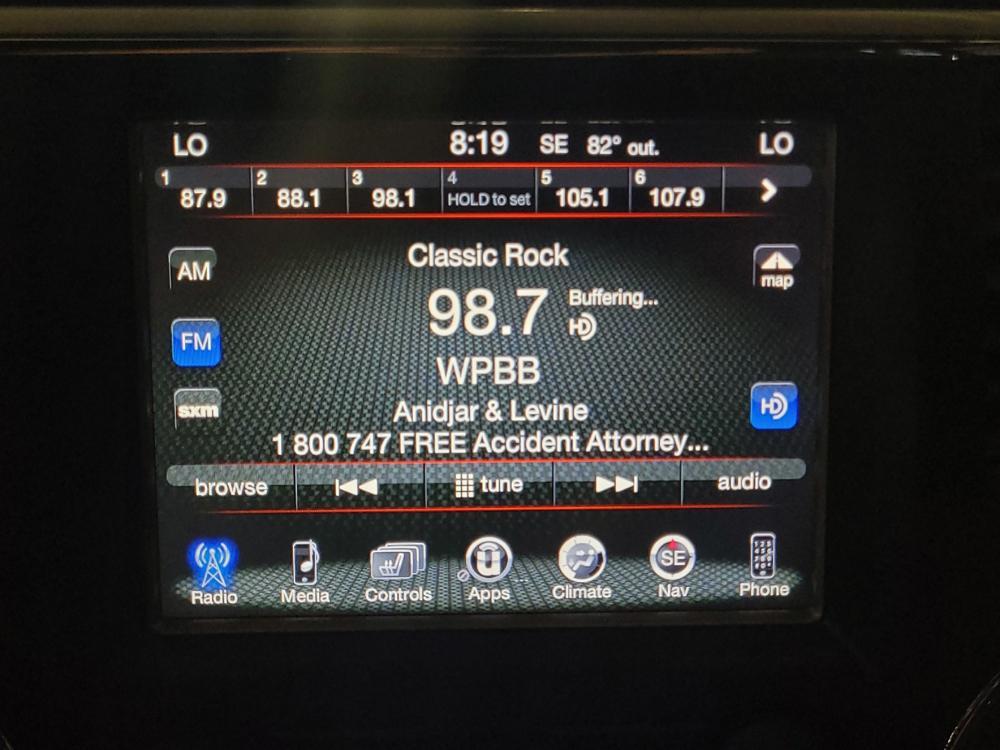 LO 8:19 SE 82° out. LO
1 2 3 4 5 6
87.9 88.1 98.1 HOLD to set 105.1 107.9
Classic Rock
AM
map
98.7 Buffering...
HD
FM
WPBB
sxm
Anidjar & Levine
HD
1 800 747 FREE Accident Attorney...
browse tune audio
SE
Radio Media Controls Apps Climate Nav Phone